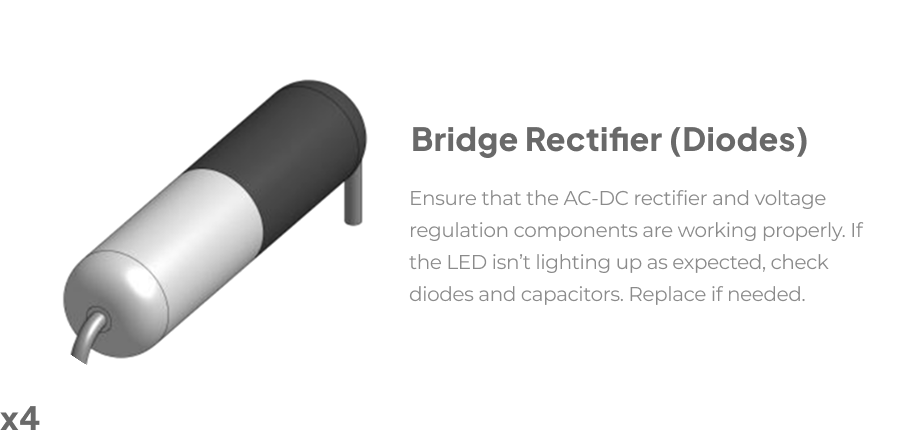 Bridge Rectifier (Diodes)
Ensure that the AC-DC rectifier and voltage
regulation components are working properly. If
the LED isn’t lighting up as expected, check
diodes and capacitors. Replace if needed.
x4